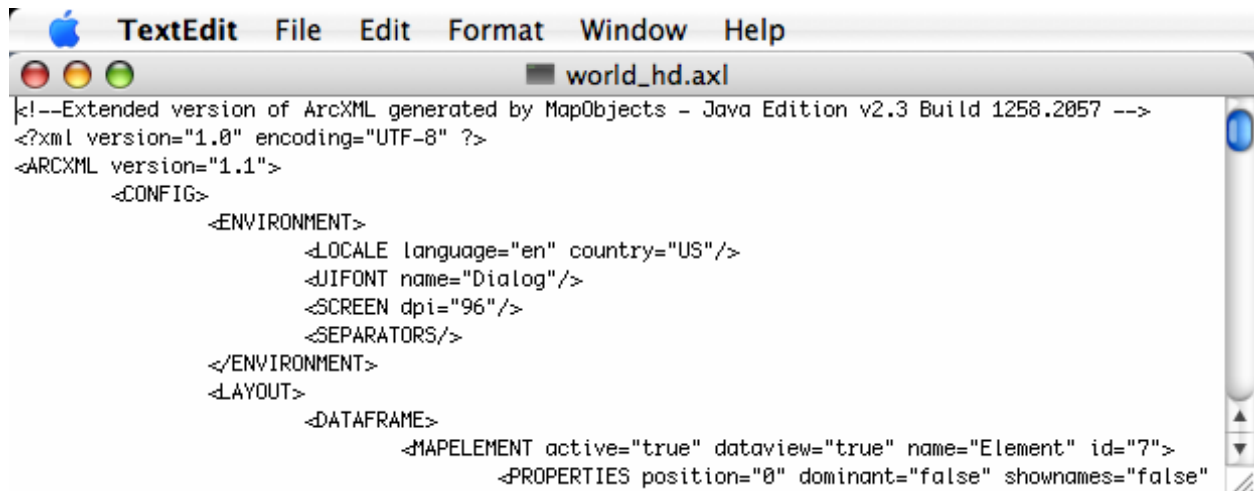 TextEdit File Edit Format Window Help
world_hd.axl
<!--Extended version of ArcXML generated by MapObjects - Java Edition v2.3 Build 1258.2057 -->
<?xml version="1.0" encoding="UTF-8" ?>
<ARCXML version="1.1">
<CONFIG>
<ENVIRONMENT>
<LOCALE language="en" country="US"/>
<UIFONT name="Dialog"/>
<SCREEN dpi="96"/>
<SEPARATORS/>
</ENVIRONMENT>
<LAYOUT>
<DATAFRAME>
<MAPELEMENT active="true" dataview="true" name="Element" id="7">
<PROPERTIES position="0" dominant="false" shownames="false"